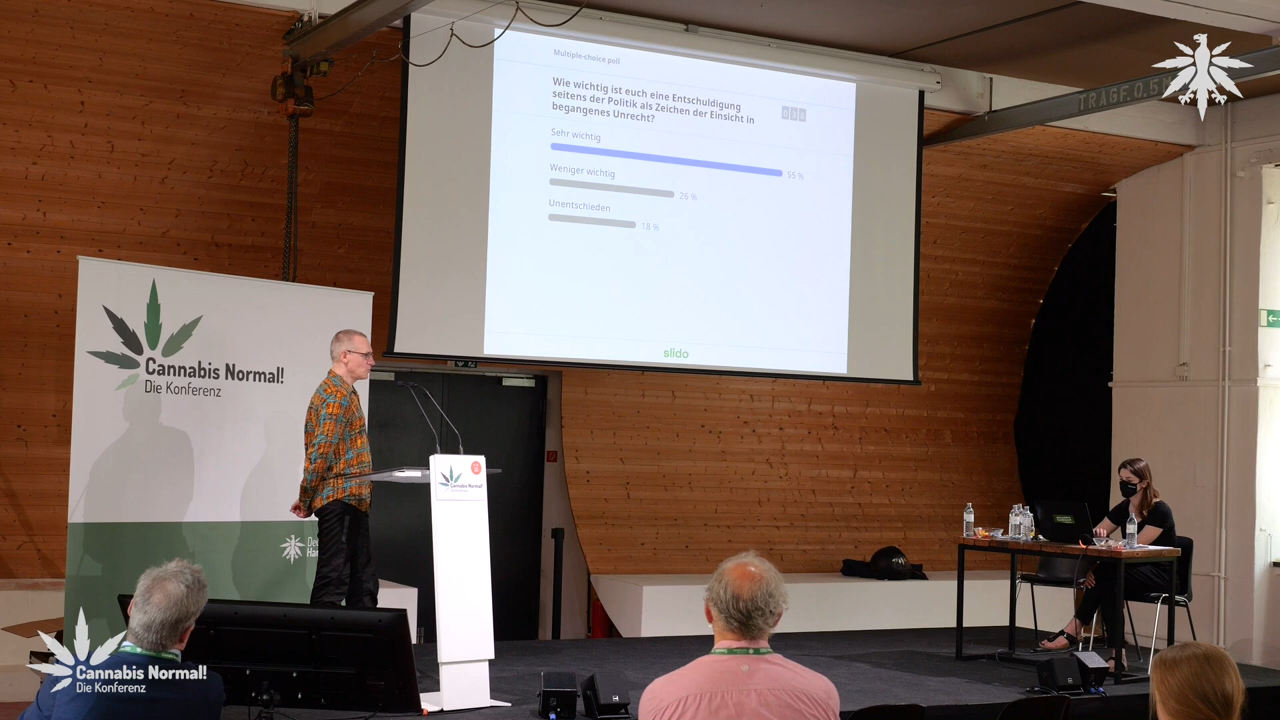 Multiple-choice poll
Wie wichtig ist euch eine Entschuldigung
seitens der Politik als Zeichen der Einsicht in
begangenes Unrecht?
Sehr wichtig
55 %
Weniger wichtig
26 %
Unentschieden
18 %
slido
TRAGF. 0,5
Cannabis Normal!
Die Konferenz
Cannabis Normal!
Cannabis Normal!
Die Konferenz